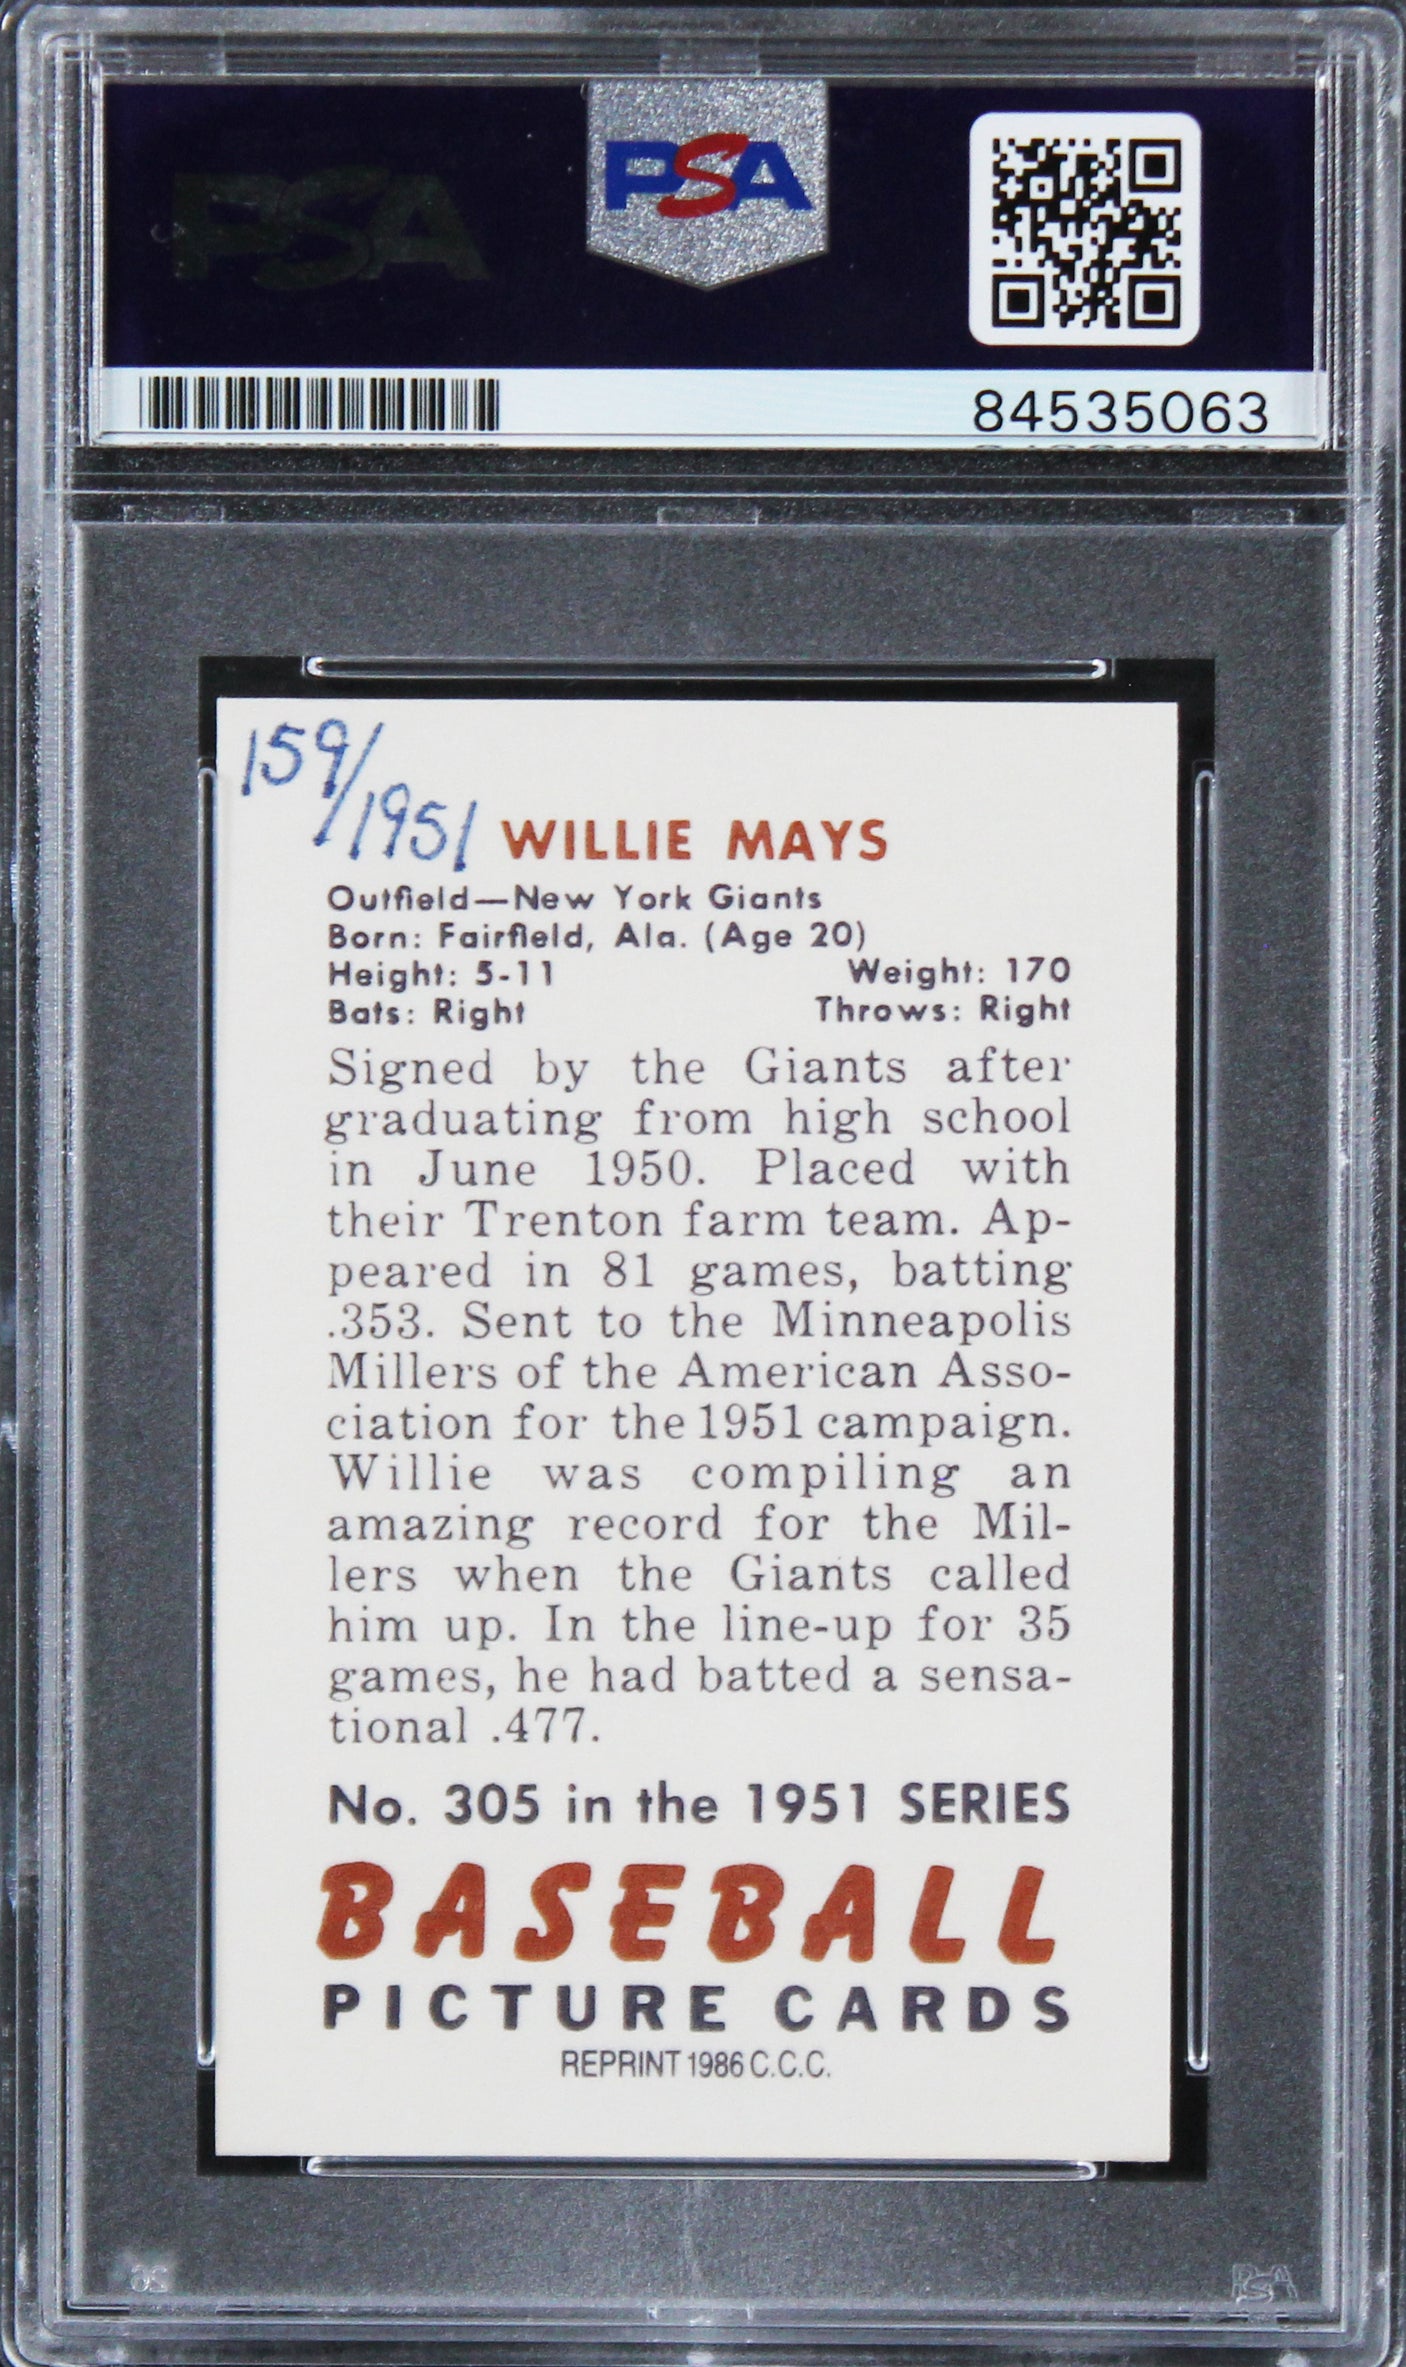 PSA
PSA
84535063
159/1951
WILLIE MAYS
Outfield—New York Giants
Born: Fairfield, Ala. (Age 20)
Height: 5-11 Weight: 170
Bats: Right Throws: Right
Signed by the Giants after
graduating from high school
in June 1950. Placed with
their Trenton farm team. Ap-
peared in 81 games, batting
.353. Sent to the Minneapolis
Millers of the American Asso-
ciation for the 1951 campaign.
Willie was compiling an
amazing record for the Mil-
lers when the Giants called
him up. In the line-up for 35
games, he had batted a sensa-
tional .477.
No. 305 in the 1951 SERIES
BASEBALL
PICTURE CARDS
REPRINT 1986 C.C.C.
PSA